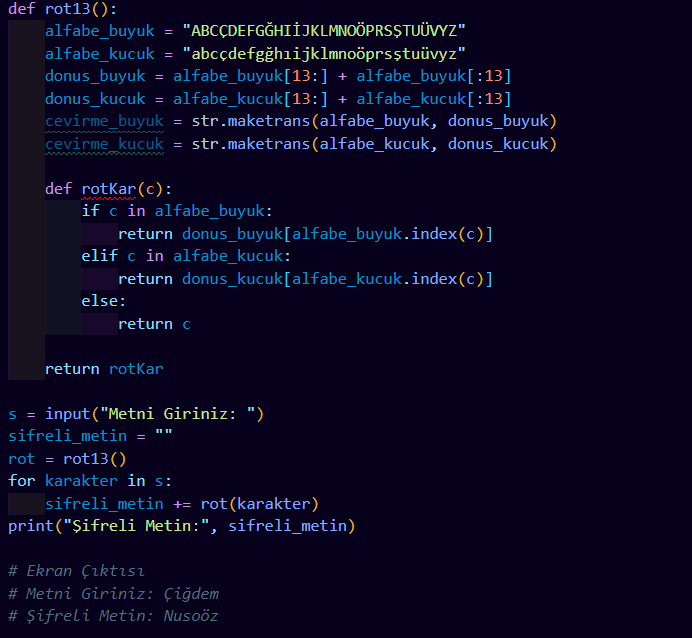 def rot13():
    alfabe_buyuk = "ABCÇDEFGĞHIİJKLMNOÖPRSŞTUÜVYZ"
    alfabe_kucuk = "abcçdefgğhıijklmnoöprsştuüvyz"
    donus_buyuk = alfabe_buyuk[13:] + alfabe_buyuk[:13]
    donus_kucuk = alfabe_kucuk[13:] + alfabe_kucuk[:13]
    cevirme_buyuk = str.maketrans(alfabe_buyuk, donus_buyuk)
    cevirme_kucuk = str.maketrans(alfabe_kucuk, donus_kucuk)

    def rotKar(c):
        if c in alfabe_buyuk:
            return donus_buyuk[alfabe_buyuk.index(c)]
        elif c in alfabe_kucuk:
            return donus_kucuk[alfabe_kucuk.index(c)]
        else:
            return c

    return rotKar

s = input("Metni Giriniz: ")
sifreli_metin = ""
rot = rot13()
for karakter in s:
    sifreli_metin += rot(karakter)
print("Şifreli Metin:", sifreli_metin)

# Ekran Çıktısı
# Metni Giriniz: Çiğdem
# Şifreli Metin: Nusoöz